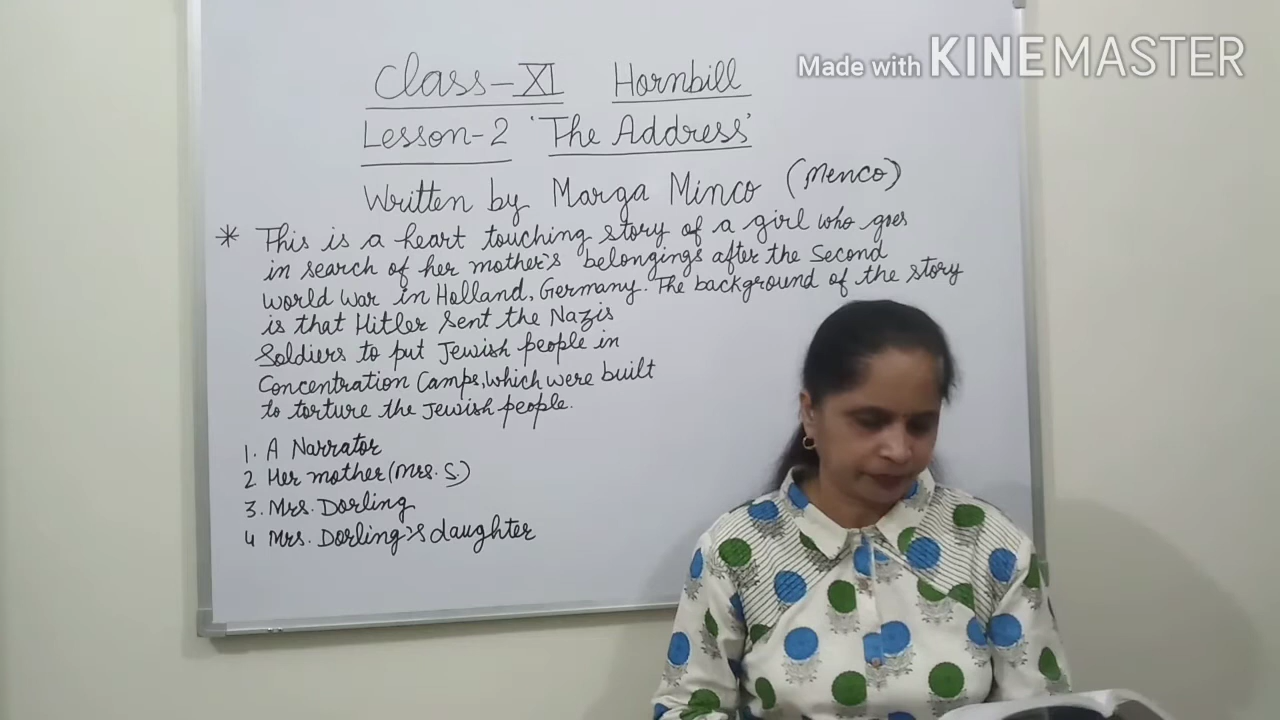 Made with KINEMASTER
Class-XI Hornbill
Lesson-2 'The Address'
Written by Marga Minco (Menco)
* This is a heart touching story of a girl who goes
in search of her mother's belongings after the Second
world war in Holland, Germany. The background of the story
is that Hitler sent the Nazis
Soldiers to put Jewish people in
Concentration Camps, which were built
to torture the Jewish people.
1. A Narrator
2 Her mother (Mrs. S.)
3. Mrs. Dorling
4 Mrs. Dorling's daughter